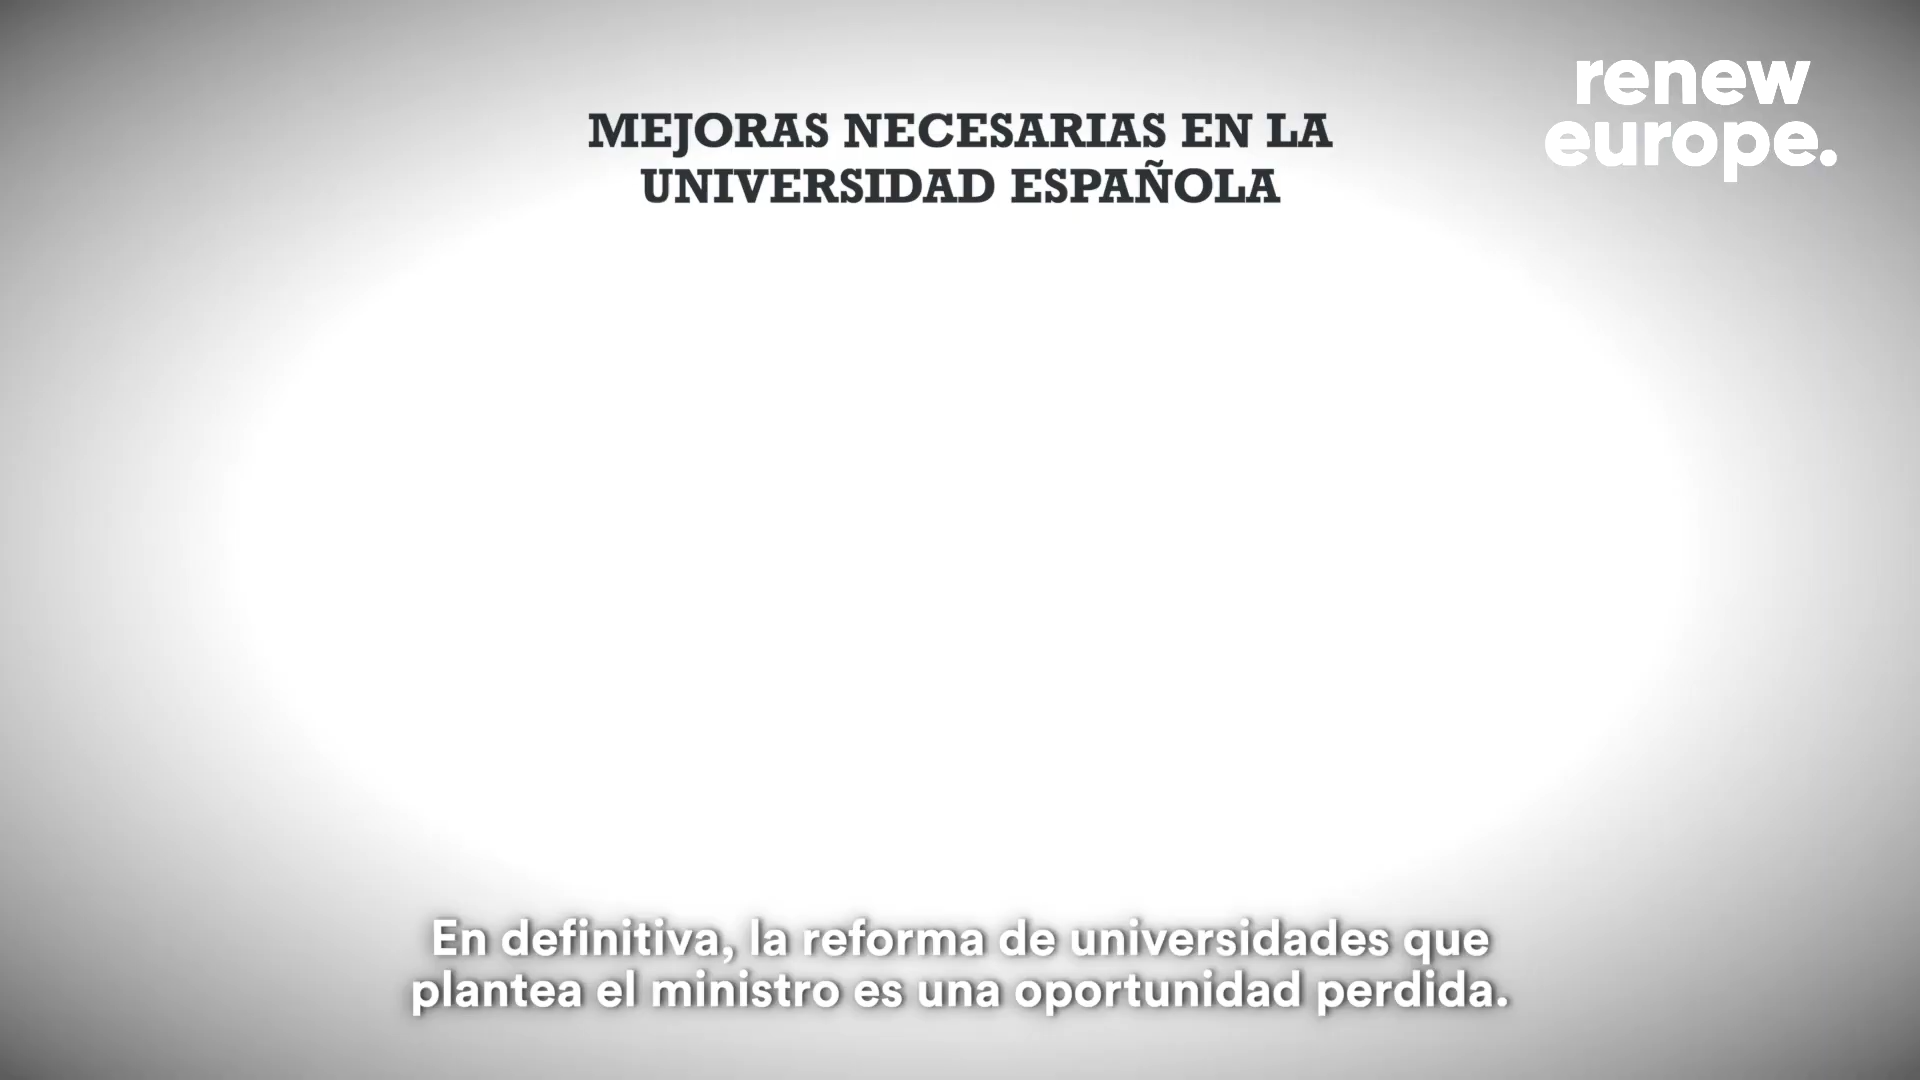 renew
europe.
MEJORAS NECESARIAS EN LA
UNIVERSIDAD ESPAÑOLA
En definitiva, la reforma de universidades que
plantea el ministro es una oportunidad perdida.